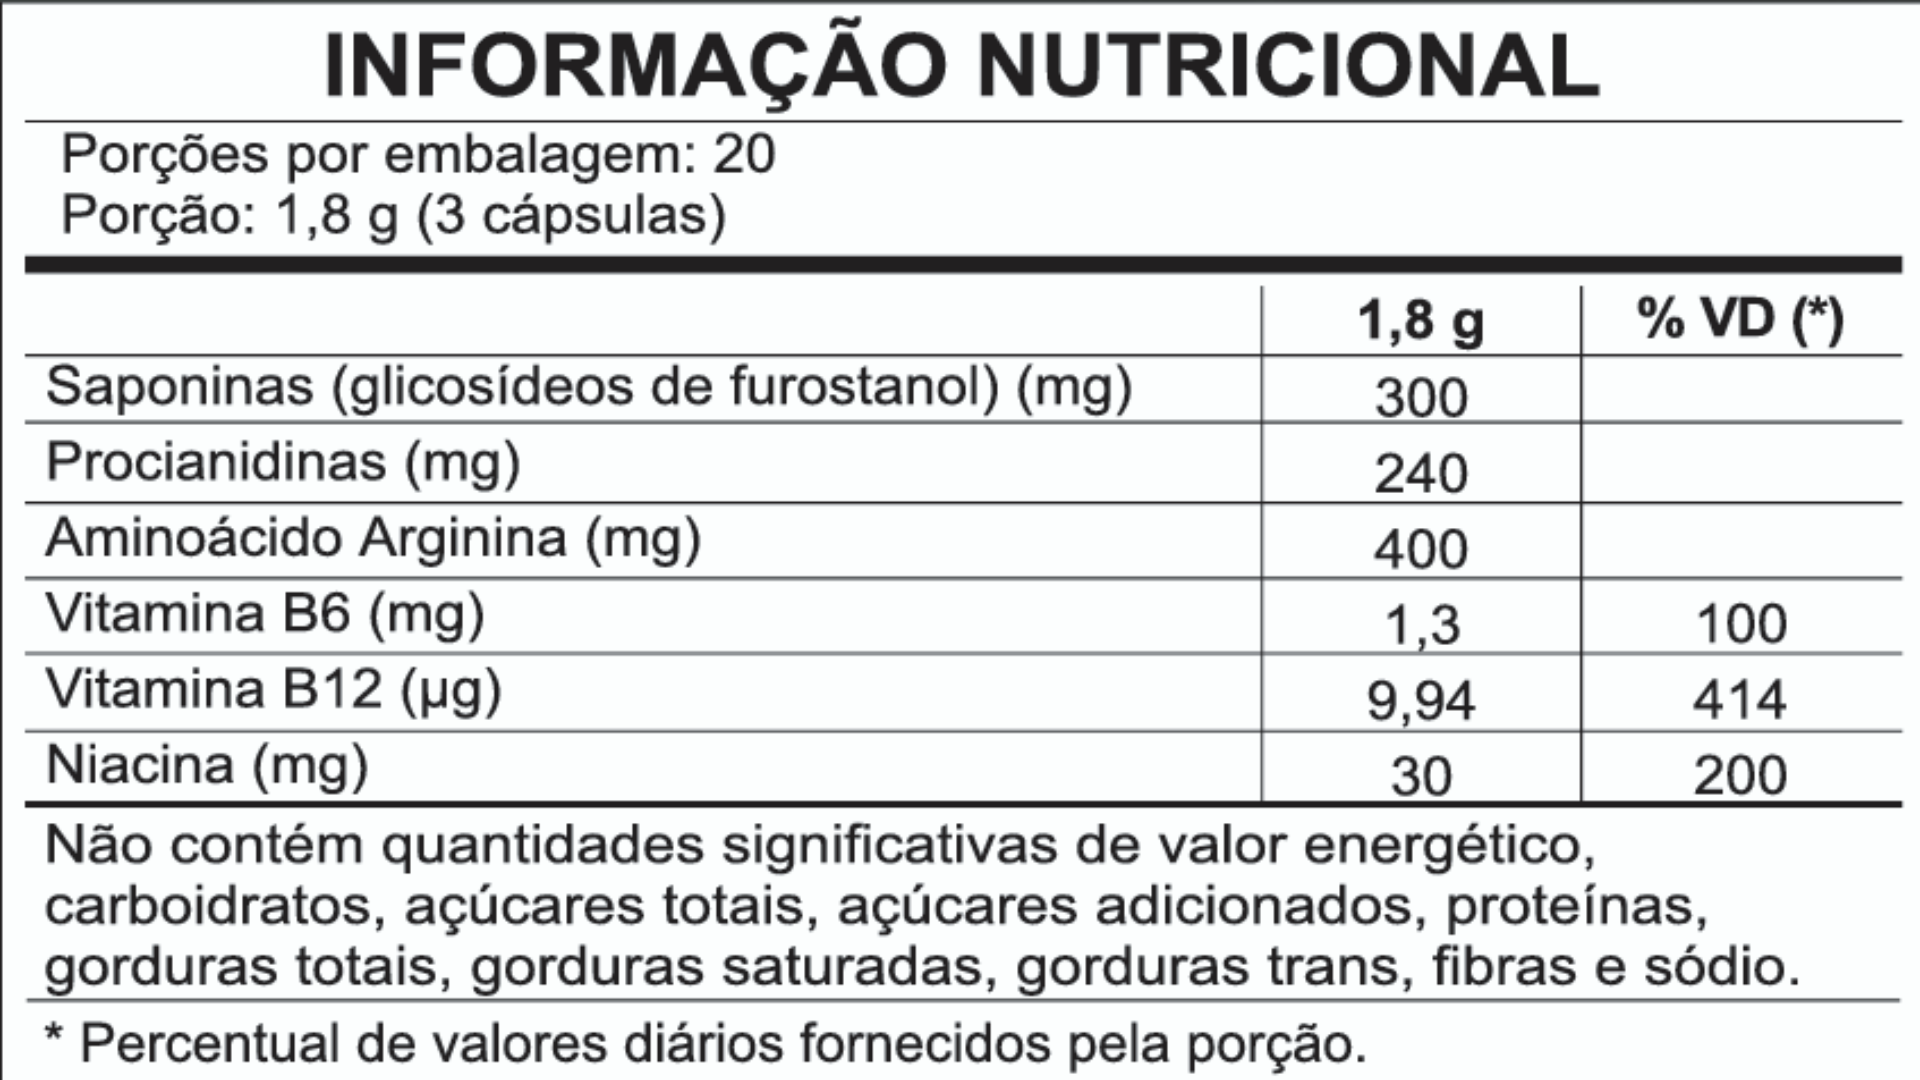 INFORMAÇÃO NUTRICIONAL
Porções por embalagem: 20
Porção: 1,8 g (3 cápsulas)
1,8 g % VD (*)
Saponinas (glicosídeos de furostanol) (mg) 300
Procianidinas (mg) 240
Aminoácido Arginina (mg) 400
Vitamina B6 (mg) 1,3 100
Vitamina B12 (µg) 9,94 414
Niacina (mg) 30 200
Não contém quantidades significativas de valor energético,
carboidratos, açúcares totais, açúcares adicionados, proteínas,
gorduras totais, gorduras saturadas, gorduras trans, fibras e sódio.
* Percentual de valores diários fornecidos pela porção.